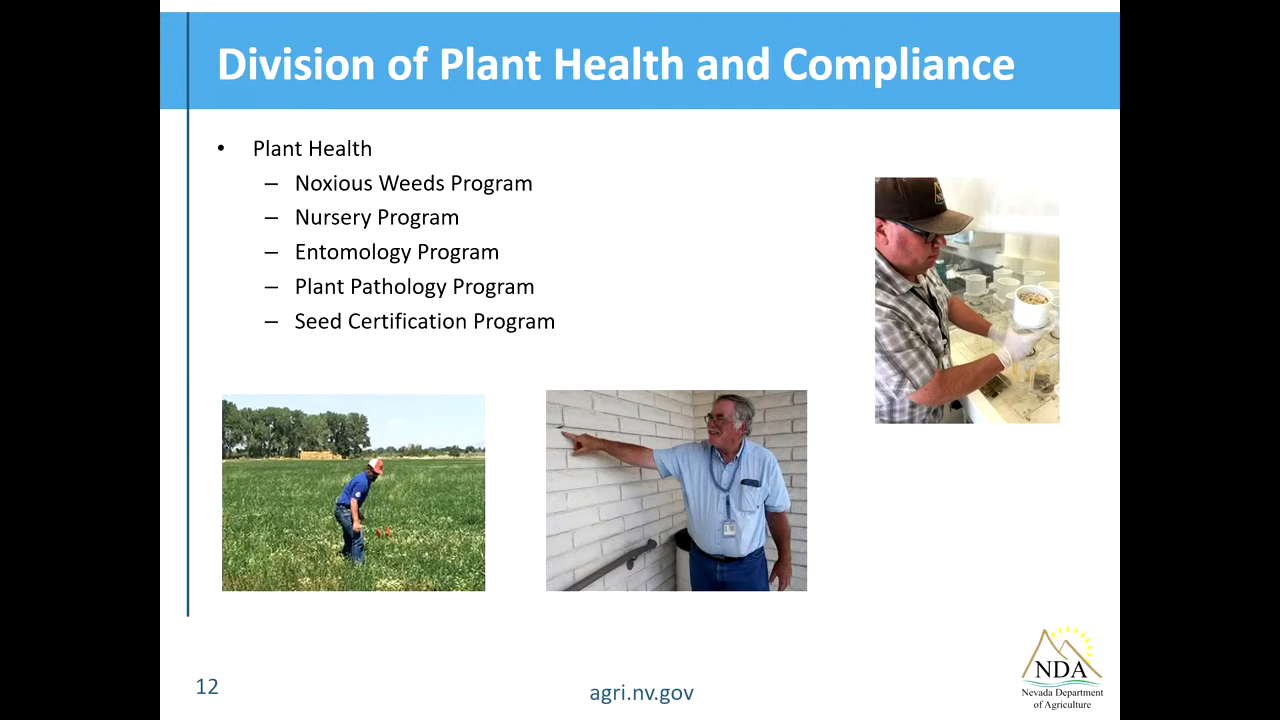 Division of Plant Health and Compliance
• Plant Health
– Noxious Weeds Program
– Nursery Program
– Entomology Program
– Plant Pathology Program
– Seed Certification Program
12
agri.nv.gov
NDA
Nevada Department
of Agriculture